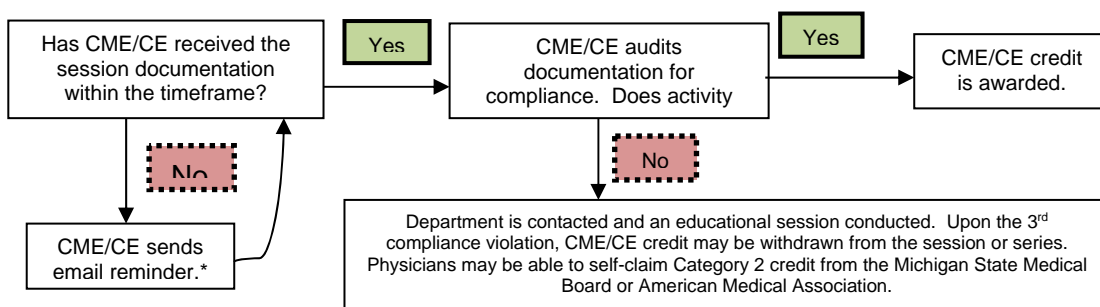 Has CME/CE received the
session documentation
within the timeframe?
Yes
CME/CE audits
documentation for
compliance.  Does activity
Yes
CME/CE credit
is awarded.
No
No
CME/CE sends
email reminder.*
Department is contacted and an educational session conducted.  Upon the 3rd
compliance violation, CME/CE credit may be withdrawn from the session or series.
Physicians may be able to self-claim Category 2 credit from the Michigan State Medical
Board or American Medical Association.